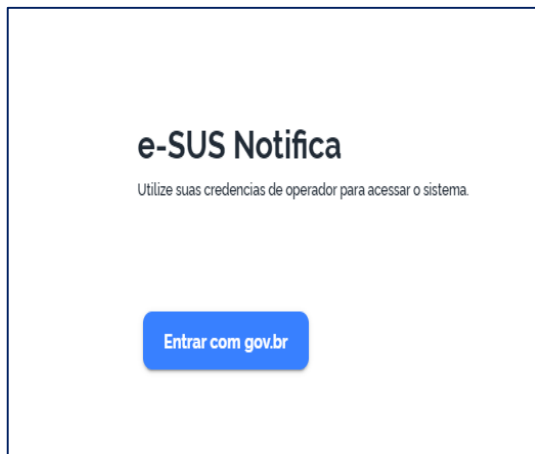 e-SUS Notifica
Utilize suas credencias de operador para acessar o sistema.
Entrar com gov.br